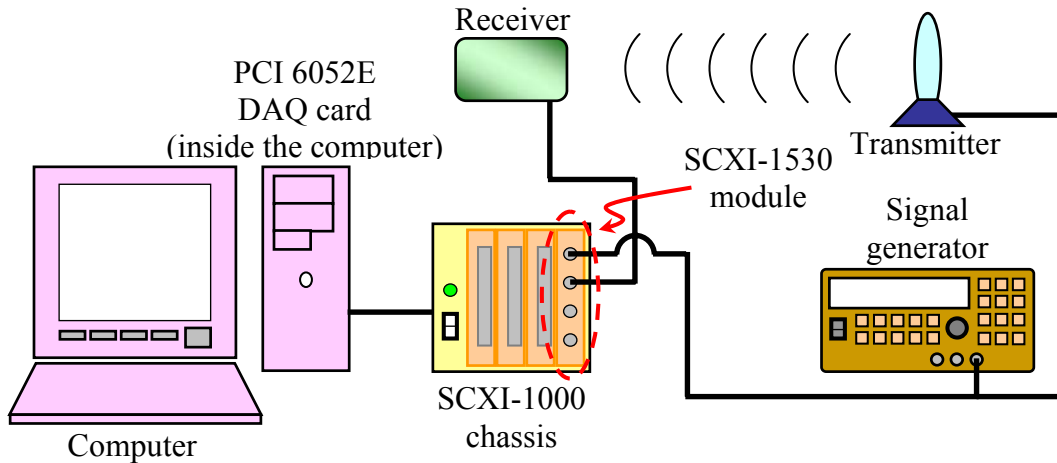 Receiver
PCI 6052E
DAQ card
(inside the computer)
Transmitter
SCXI-1530
module
Signal
generator
SCXI-1000
chassis
Computer